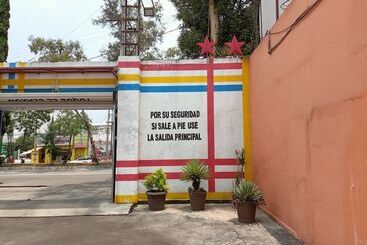 POR SU SEGURIDAD
SI SALE A PIE USE
LA SALIDA PRINCIPAL